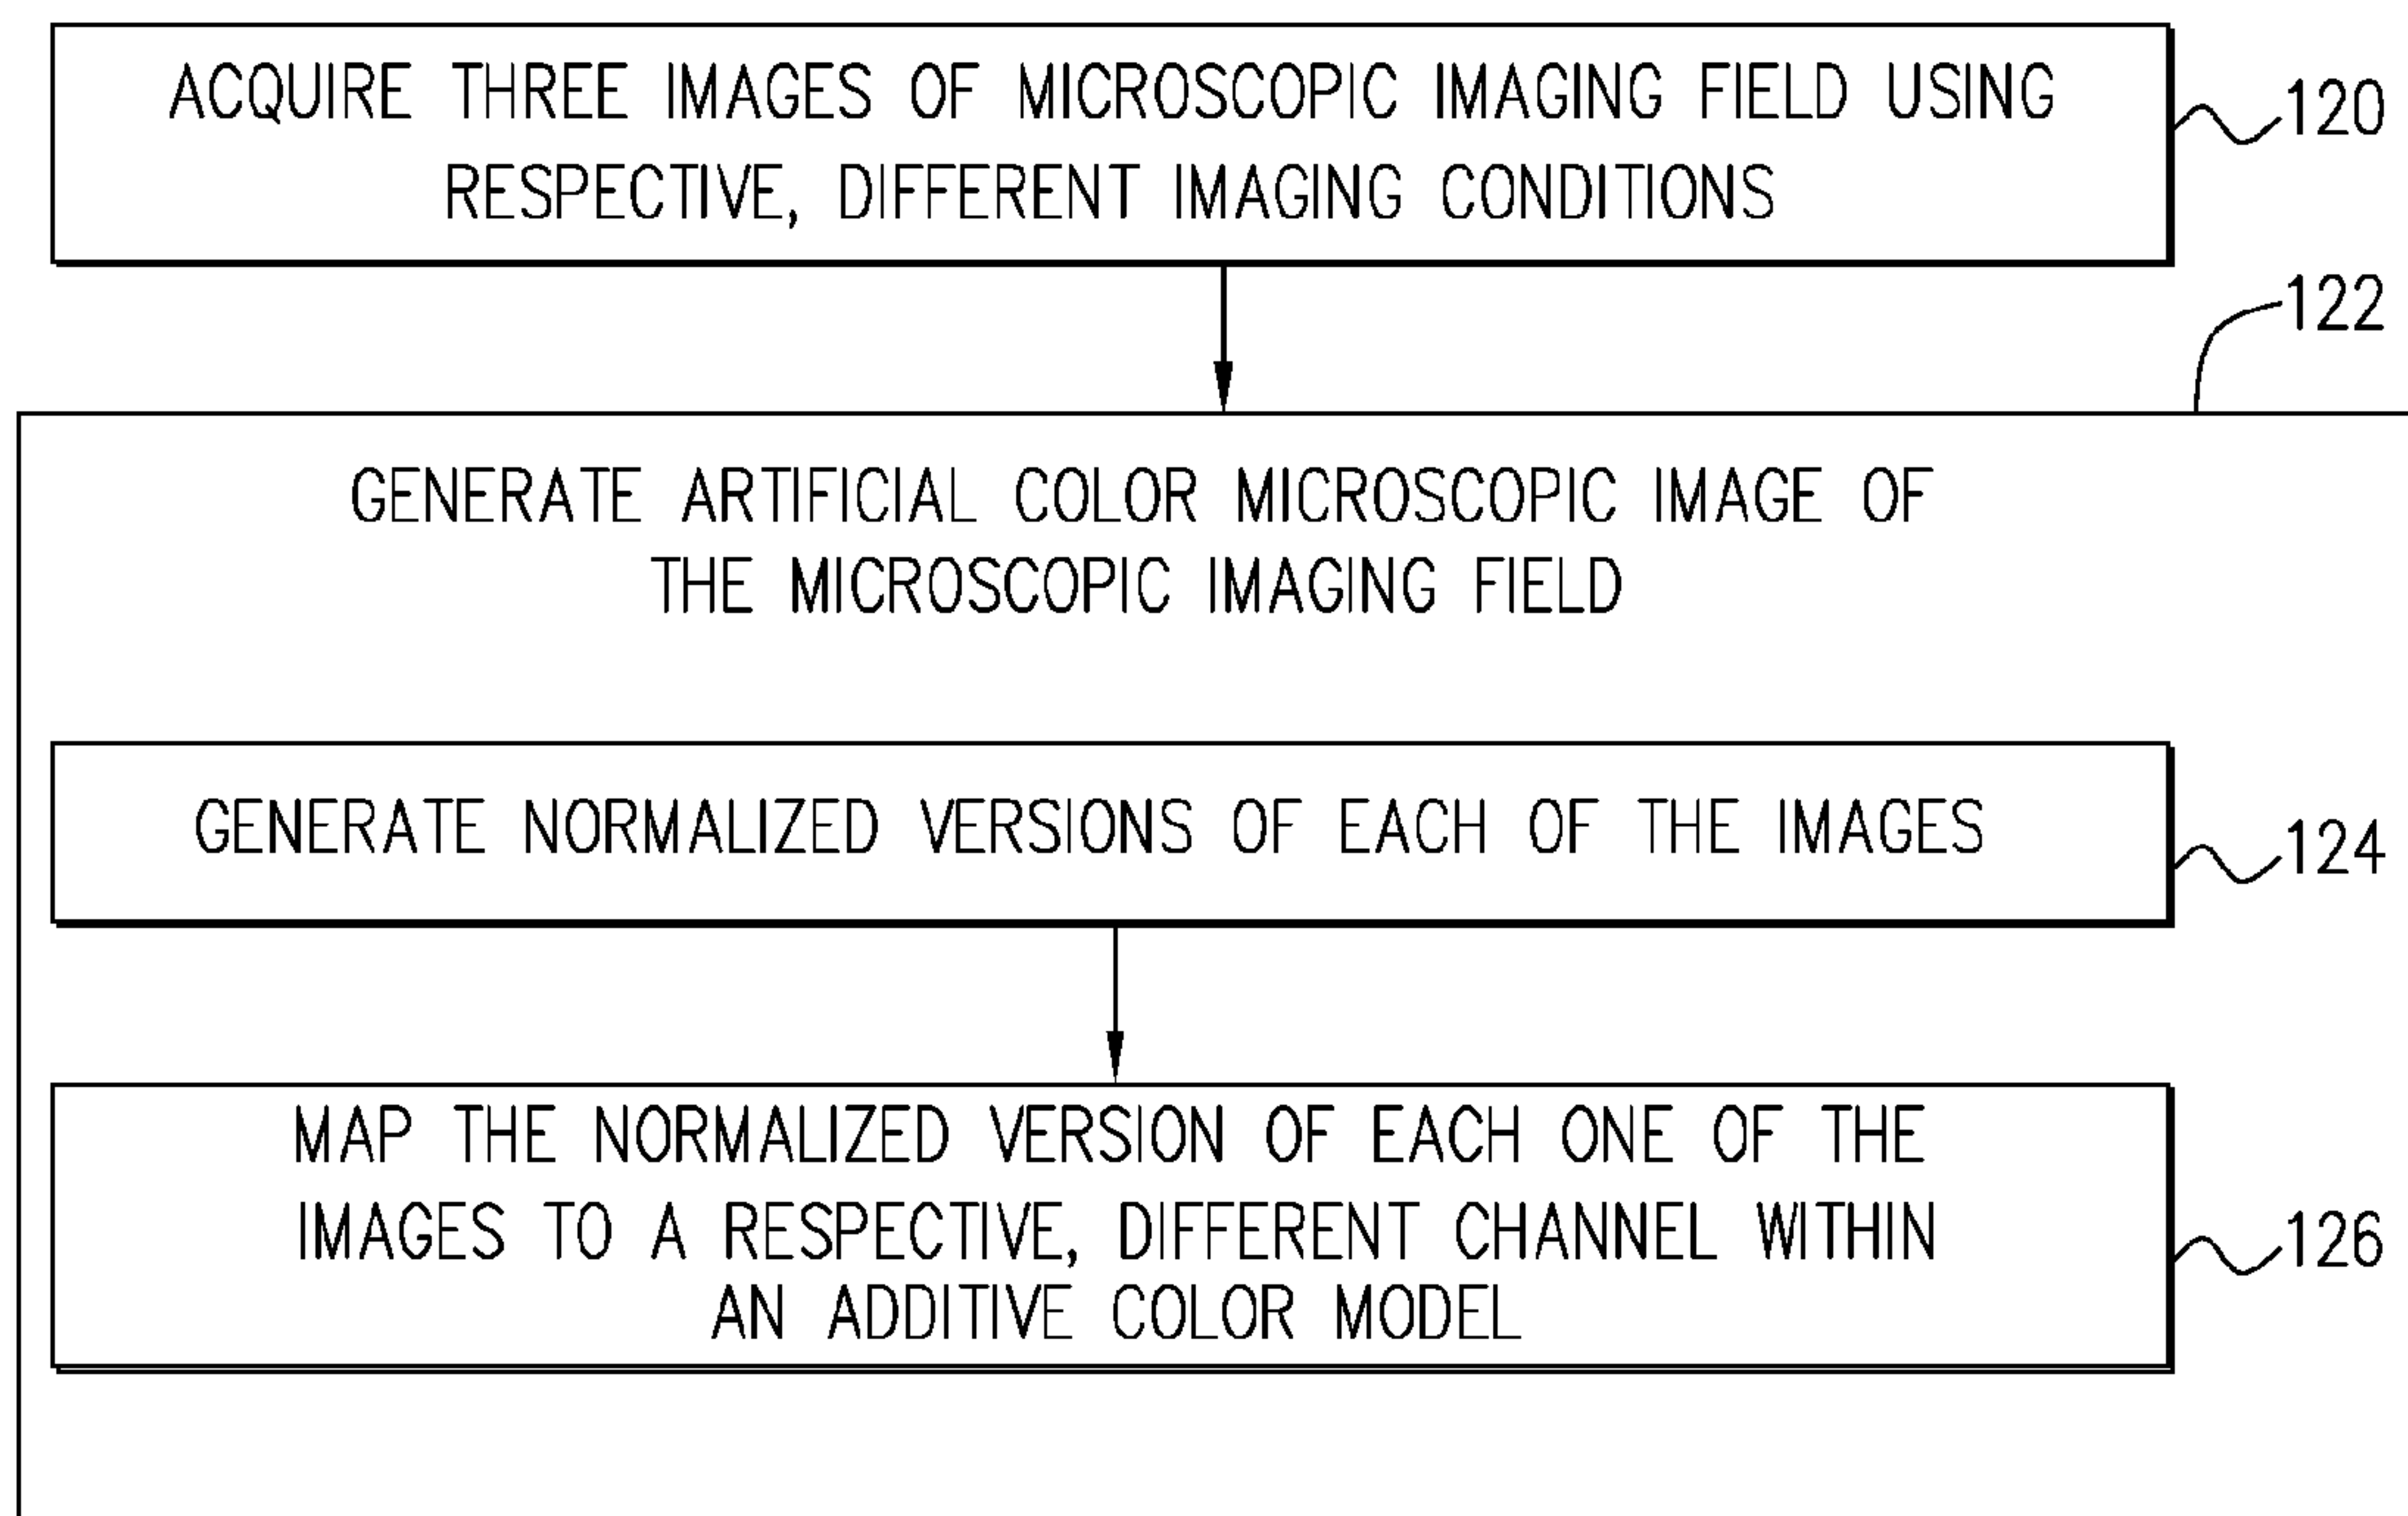 ACQUIRE THREE IMAGES OF MICROSCOPIC IMAGING FIELD USING
RESPECTIVE, DIFFERENT IMAGING CONDITIONS
120
122
GENERATE ARTIFICIAL COLOR MICROSCOPIC IMAGE OF
THE MICROSCOPIC IMAGING FIELD
GENERATE NORMALIZED VERSIONS OF EACH OF THE IMAGES
124
MAP THE NORMALIZED VERSION OF EACH ONE OF THE
IMAGES TO A RESPECTIVE, DIFFERENT CHANNEL WITHIN
AN ADDITIVE COLOR MODEL
126